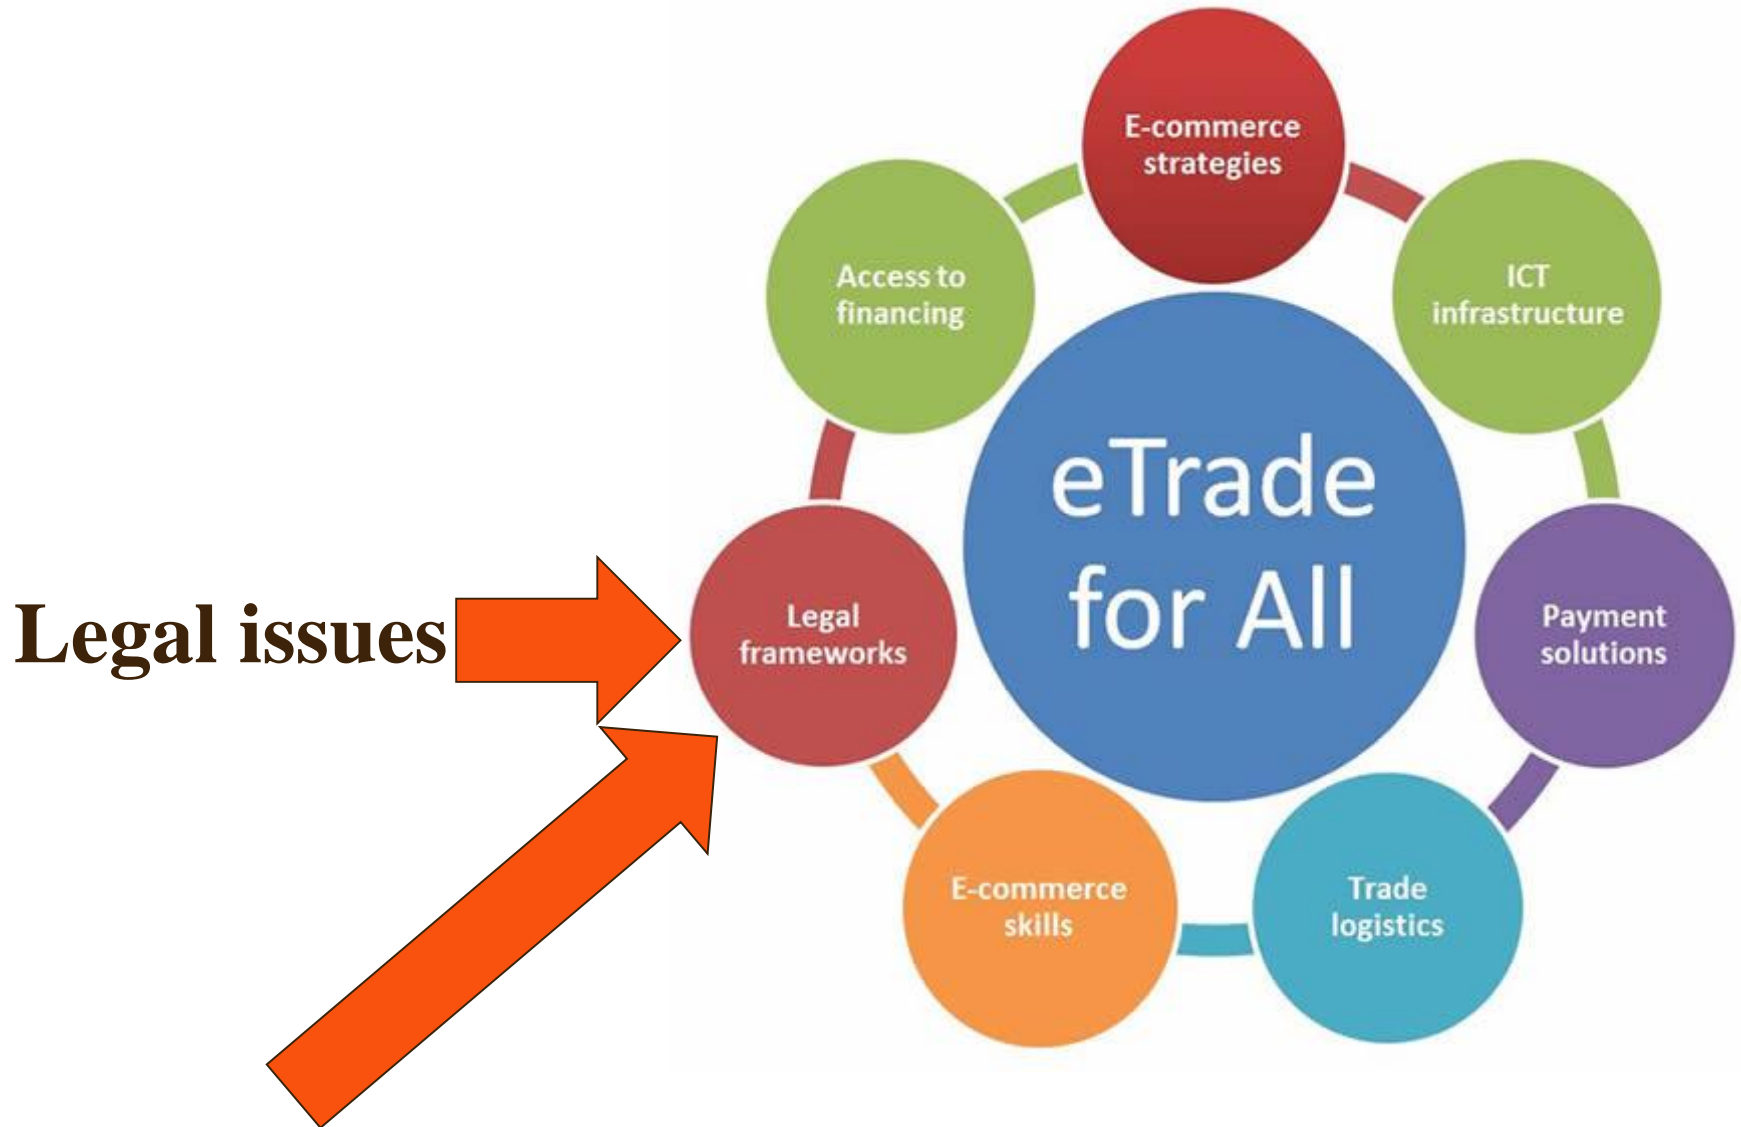 E-commerce
strategies
ICT
infrastructure
Payment
solutions
Trade
logistics
E-commerce
skills
Legal
frameworks
Access to
financing
eTrade
for All
Legal issues